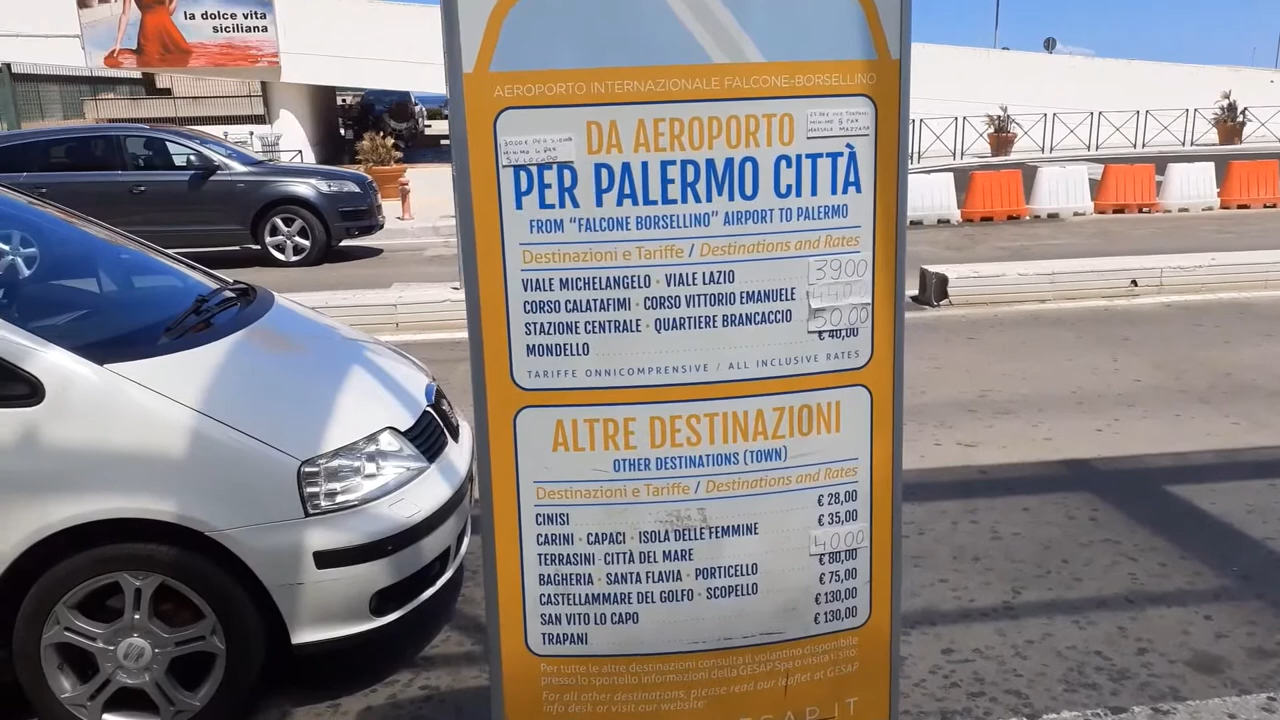 la dolce vita
siciliana
AEROPORTO INTERNAZIONALE FALCONE-BORSELLINO
DA AEROPORTO
PER PALERMO CITTÀ
FROM "FALCONE BORSELLINO" AIRPORT TO PALERMO
Destinazioni e Tariffe / Destinations and Rates
VIALE MICHELANGELO • VIALE LAZIO 39.00
CORSO CALATAFIMI • CORSO VITTORIO EMANUELE 44.00
STAZIONE CENTRALE • QUARTIERE BRANCACCIO 50.00
MONDELLO € 40,00
TARIFFE ONNICOMPRENSIVE / ALL INCLUSIVE RATES
ALTRE DESTINAZIONI
OTHER DESTINATIONS (TOWN)
Destinazioni e Tariffe / Destinations and Rates
CINISI € 28,00
CARINI • CAPACI • ISOLA DELLE FEMMINE € 35,00
TERRASINI - CITTÀ DEL MARE 40.00
BAGHERIA • SANTA FLAVIA • PORTICELLO € 80,00
CASTELLAMMARE DEL GOLFO • SCOPELLO € 75,00
SAN VITO LO CAPO € 130,00
TRAPANI € 130,00
Per tutte le altre destinazioni consulta il volantino disponibile
presso lo sportello informazioni della GESAP Spa o visita il sito:
For all other destinations, please read our leaflet at GESAP
info desk or visit our website:
GESAP.IT